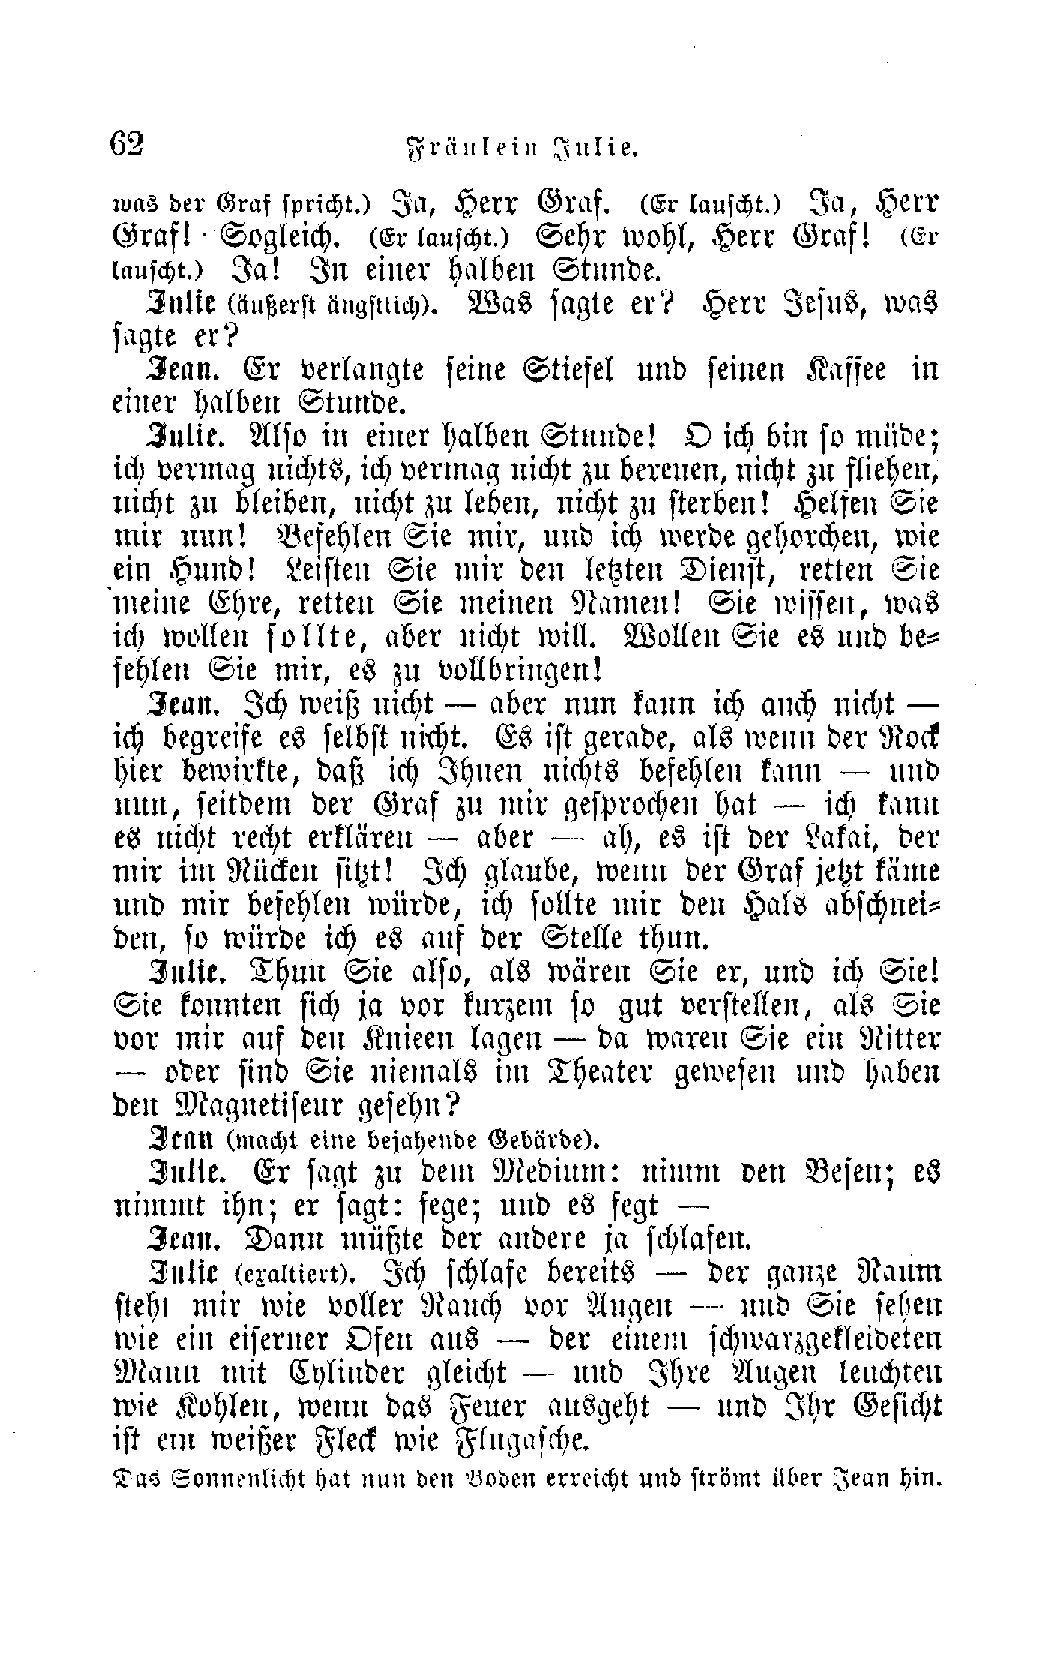 62 Fräulein Julie.
was der Graf spricht.) Ja, Herr Graf. (Er lauscht.) Ja, Herr
Graf! Sogleich. (Er lauscht.) Sehr wohl, Herr Graf! (Er
lauscht.) Ja! In einer halben Stunde.
Julie (äußerst ängstlich). Was sagte er? Herr Jesus, was
sagte er?
Jean. Er verlangte seine Stiefel und seinen Kaffee in
einer halben Stunde.
Julie. Also in einer halben Stunde! O ich bin so müde;
ich vermag nichts, ich vermag nicht zu bereuen, nicht zu fliehen,
nicht zu bleiben, nicht zu leben, nicht zu sterben! Helfen Sie
mir nun! Befehlen Sie mir, und ich werde gehorchen, wie
ein Hund! Leisten Sie mir den letzten Dienst, retten Sie
meine Ehre, retten Sie meinen Namen! Sie wissen, was
ich wollen sollte, aber nicht will. Wollen Sie es und be-
fehlen Sie mir, es zu vollbringen!
Jean. Ich weiß nicht — aber nun kann ich auch nicht —
ich begreife es selbst nicht. Es ist gerade, als wenn der Rock
hier bewirkte, daß ich Ihnen nichts befehlen kann — und
nun, seitdem der Graf zu mir gesprochen hat — ich kann
es nicht recht erklären — aber — ah, es ist der Lakai, der
mir im Rücken sitzt! Ich glaube, wenn der Graf jetzt käme
und mir befehlen würde, ich sollte mir den Hals abschnei-
den, so würde ich es auf der Stelle thun.
Julie. Thun Sie also, als wären Sie er, und ich Sie!
Sie konnten sich ja vor kurzem so gut verstellen, als Sie
vor mir auf den Knieen lagen — da waren Sie ein Ritter
— oder sind Sie niemals im Theater gewesen und haben
den Magnetiseur gesehn?
Jean (macht eine bejahende Gebärde).
Julie. Er sagt zu dem Medium: nimm den Besen; es
nimmt ihn; er sagt: fege; und es fegt —
Jean. Dann müßte der andere ja schlafen.
Julie (exaltiert). Ich schlafe bereits — der ganze Raum
steht mir wie voller Rauch vor Augen — und Sie sehen
wie ein eiserner Ofen aus — der einem schwarzgekleideten
Mann mit Cylinder gleicht — und Ihre Augen leuchten
wie Kohlen, wenn das Feuer ausgeht — und Ihr Gesicht
ist ein weißer Fleck wie Flugasche.
Das Sonnenlicht hat nun den Boden erreicht und strömt über Jean hin.